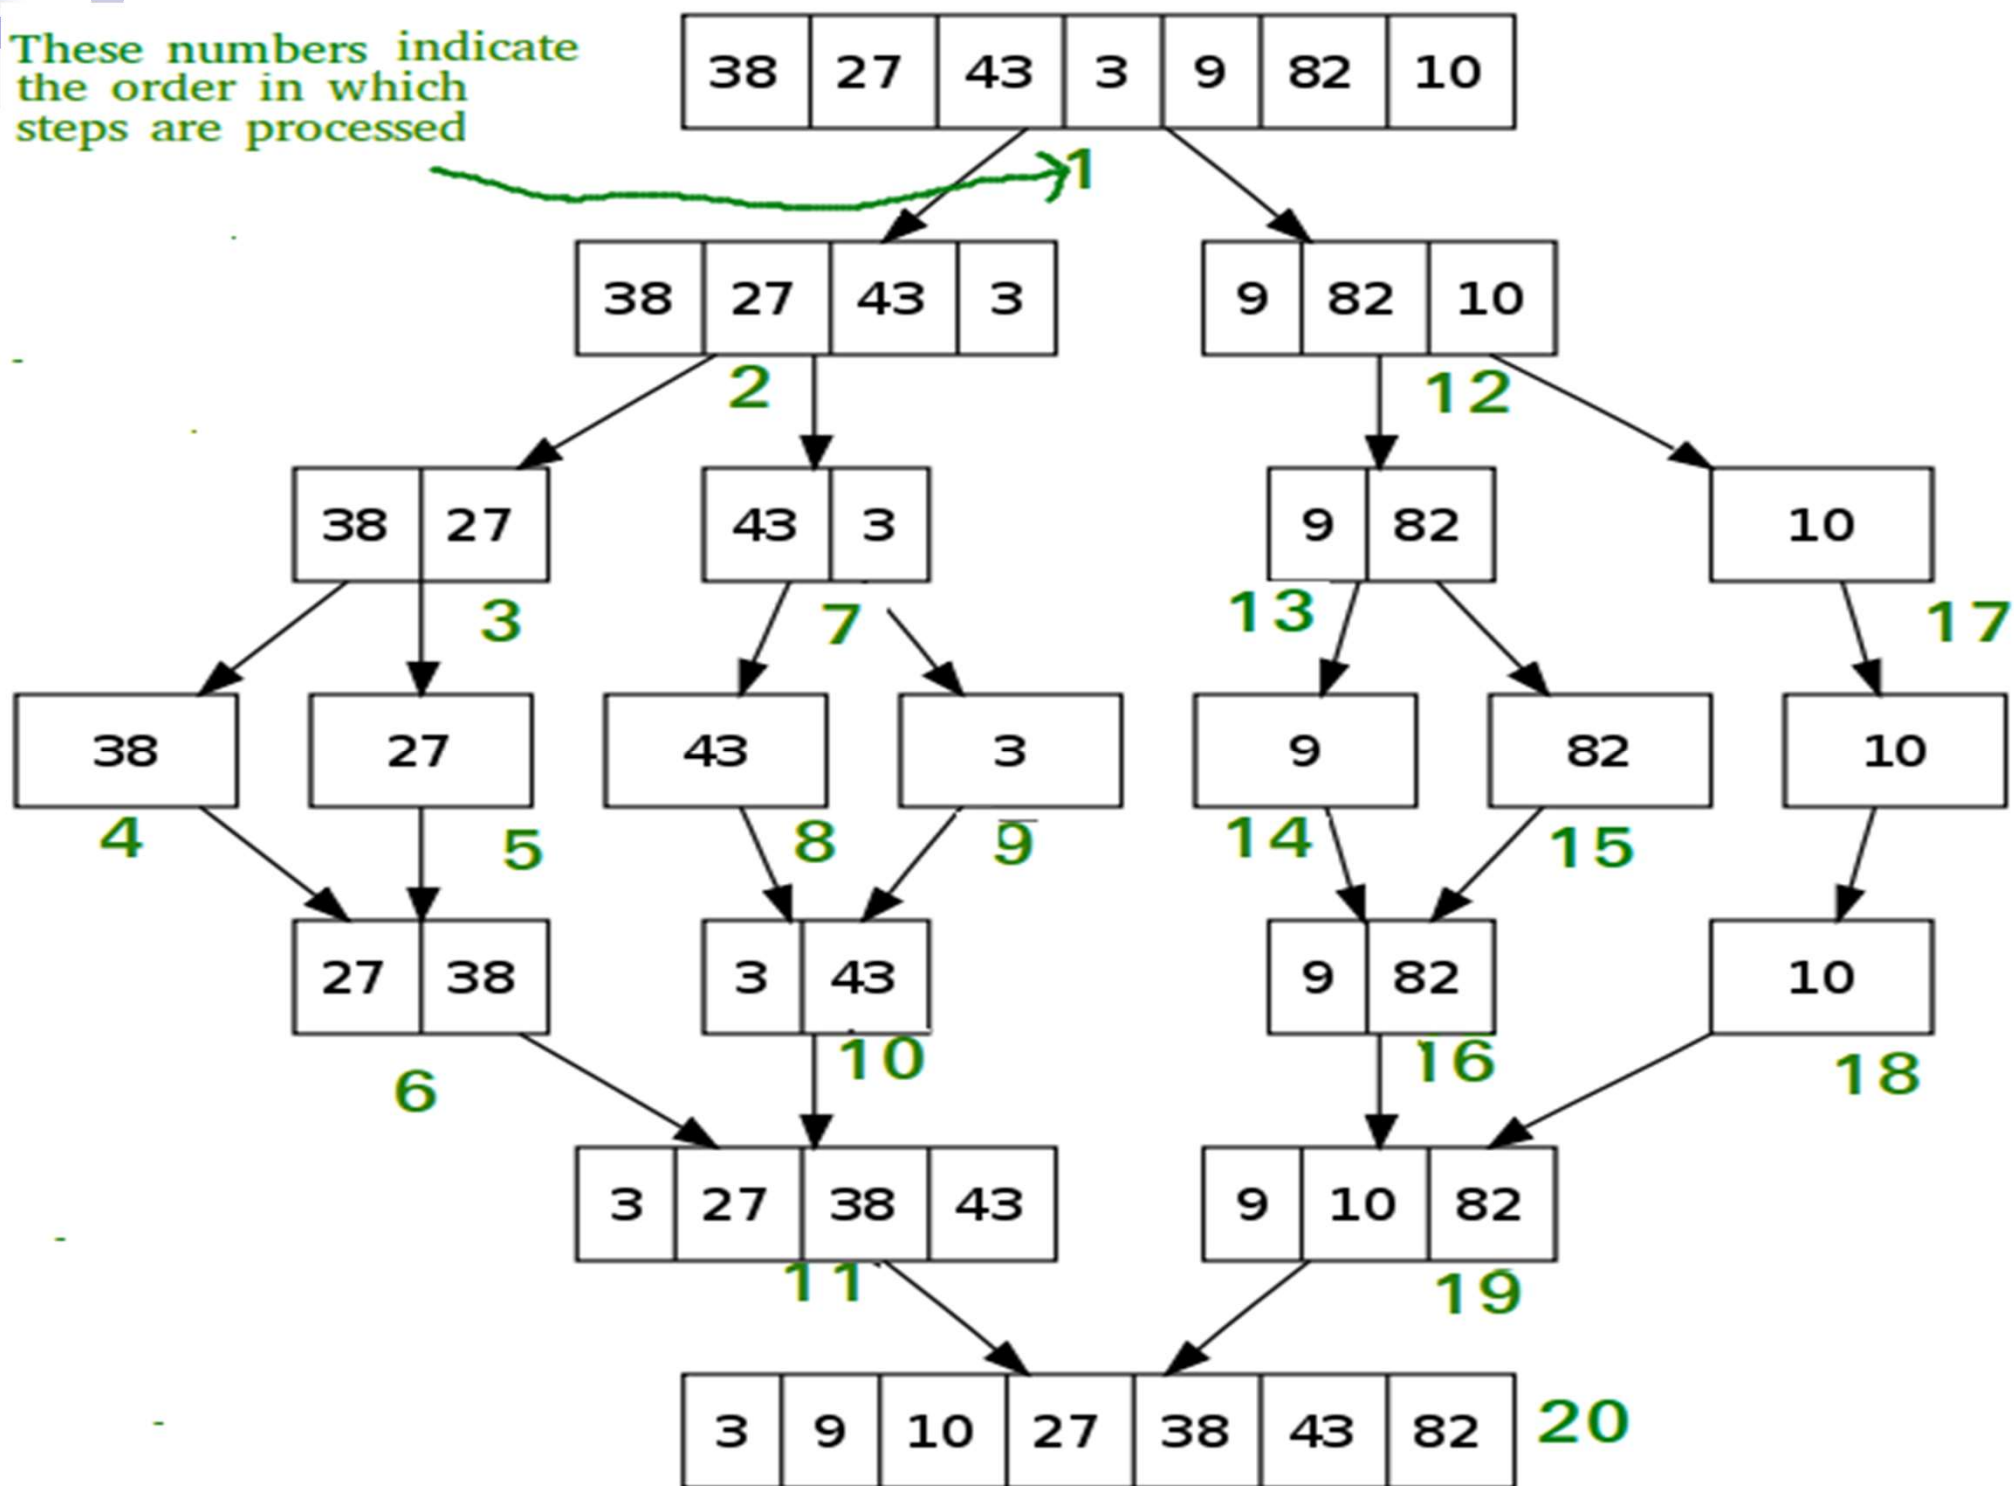 These numbers indicate
the order in which
steps are processed
38 27 43 3 9 82 10
1
38 27 43 3 9 82 10
2 12
38 27 43 3 9 82 10
3 7 13 17
38 27 43 3 9 82 10
4 5 8 9 14 15
27 38 3 43 9 82 10
6 10 16 18
3 27 38 43 9 10 82
11 19
3 9 10 27 38 43 82 20